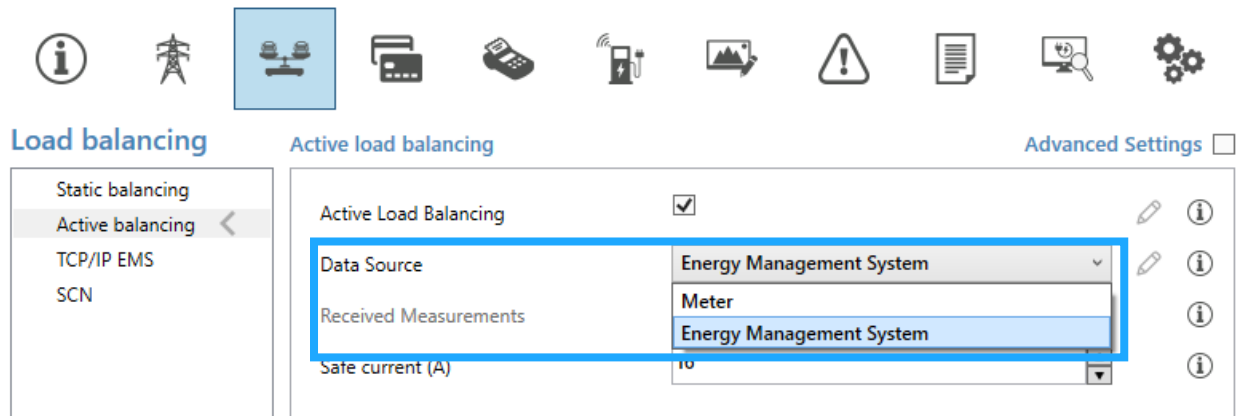 Load balancing
Active load balancing
Advanced Settings
Static balancing
Active balancing
TCP/IP EMS
SCN
Active Load Balancing
Data Source
Energy Management System
Meter
Received Measurements
Energy Management System
Safe current (A)